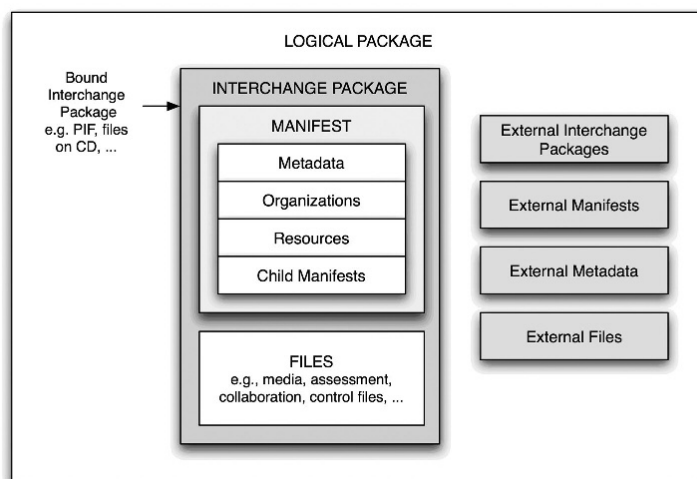 LOGICAL PACKAGE
Bound
Interchange
Package
e.g. PIF, files
on CD, ...
INTERCHANGE PACKAGE
MANIFEST
Metadata
Organizations
Resources
Child Manifests
FILES
e.g., media, assessment,
collaboration, control files, ...
External Interchange
Packages
External Manifests
External Metadata
External Files